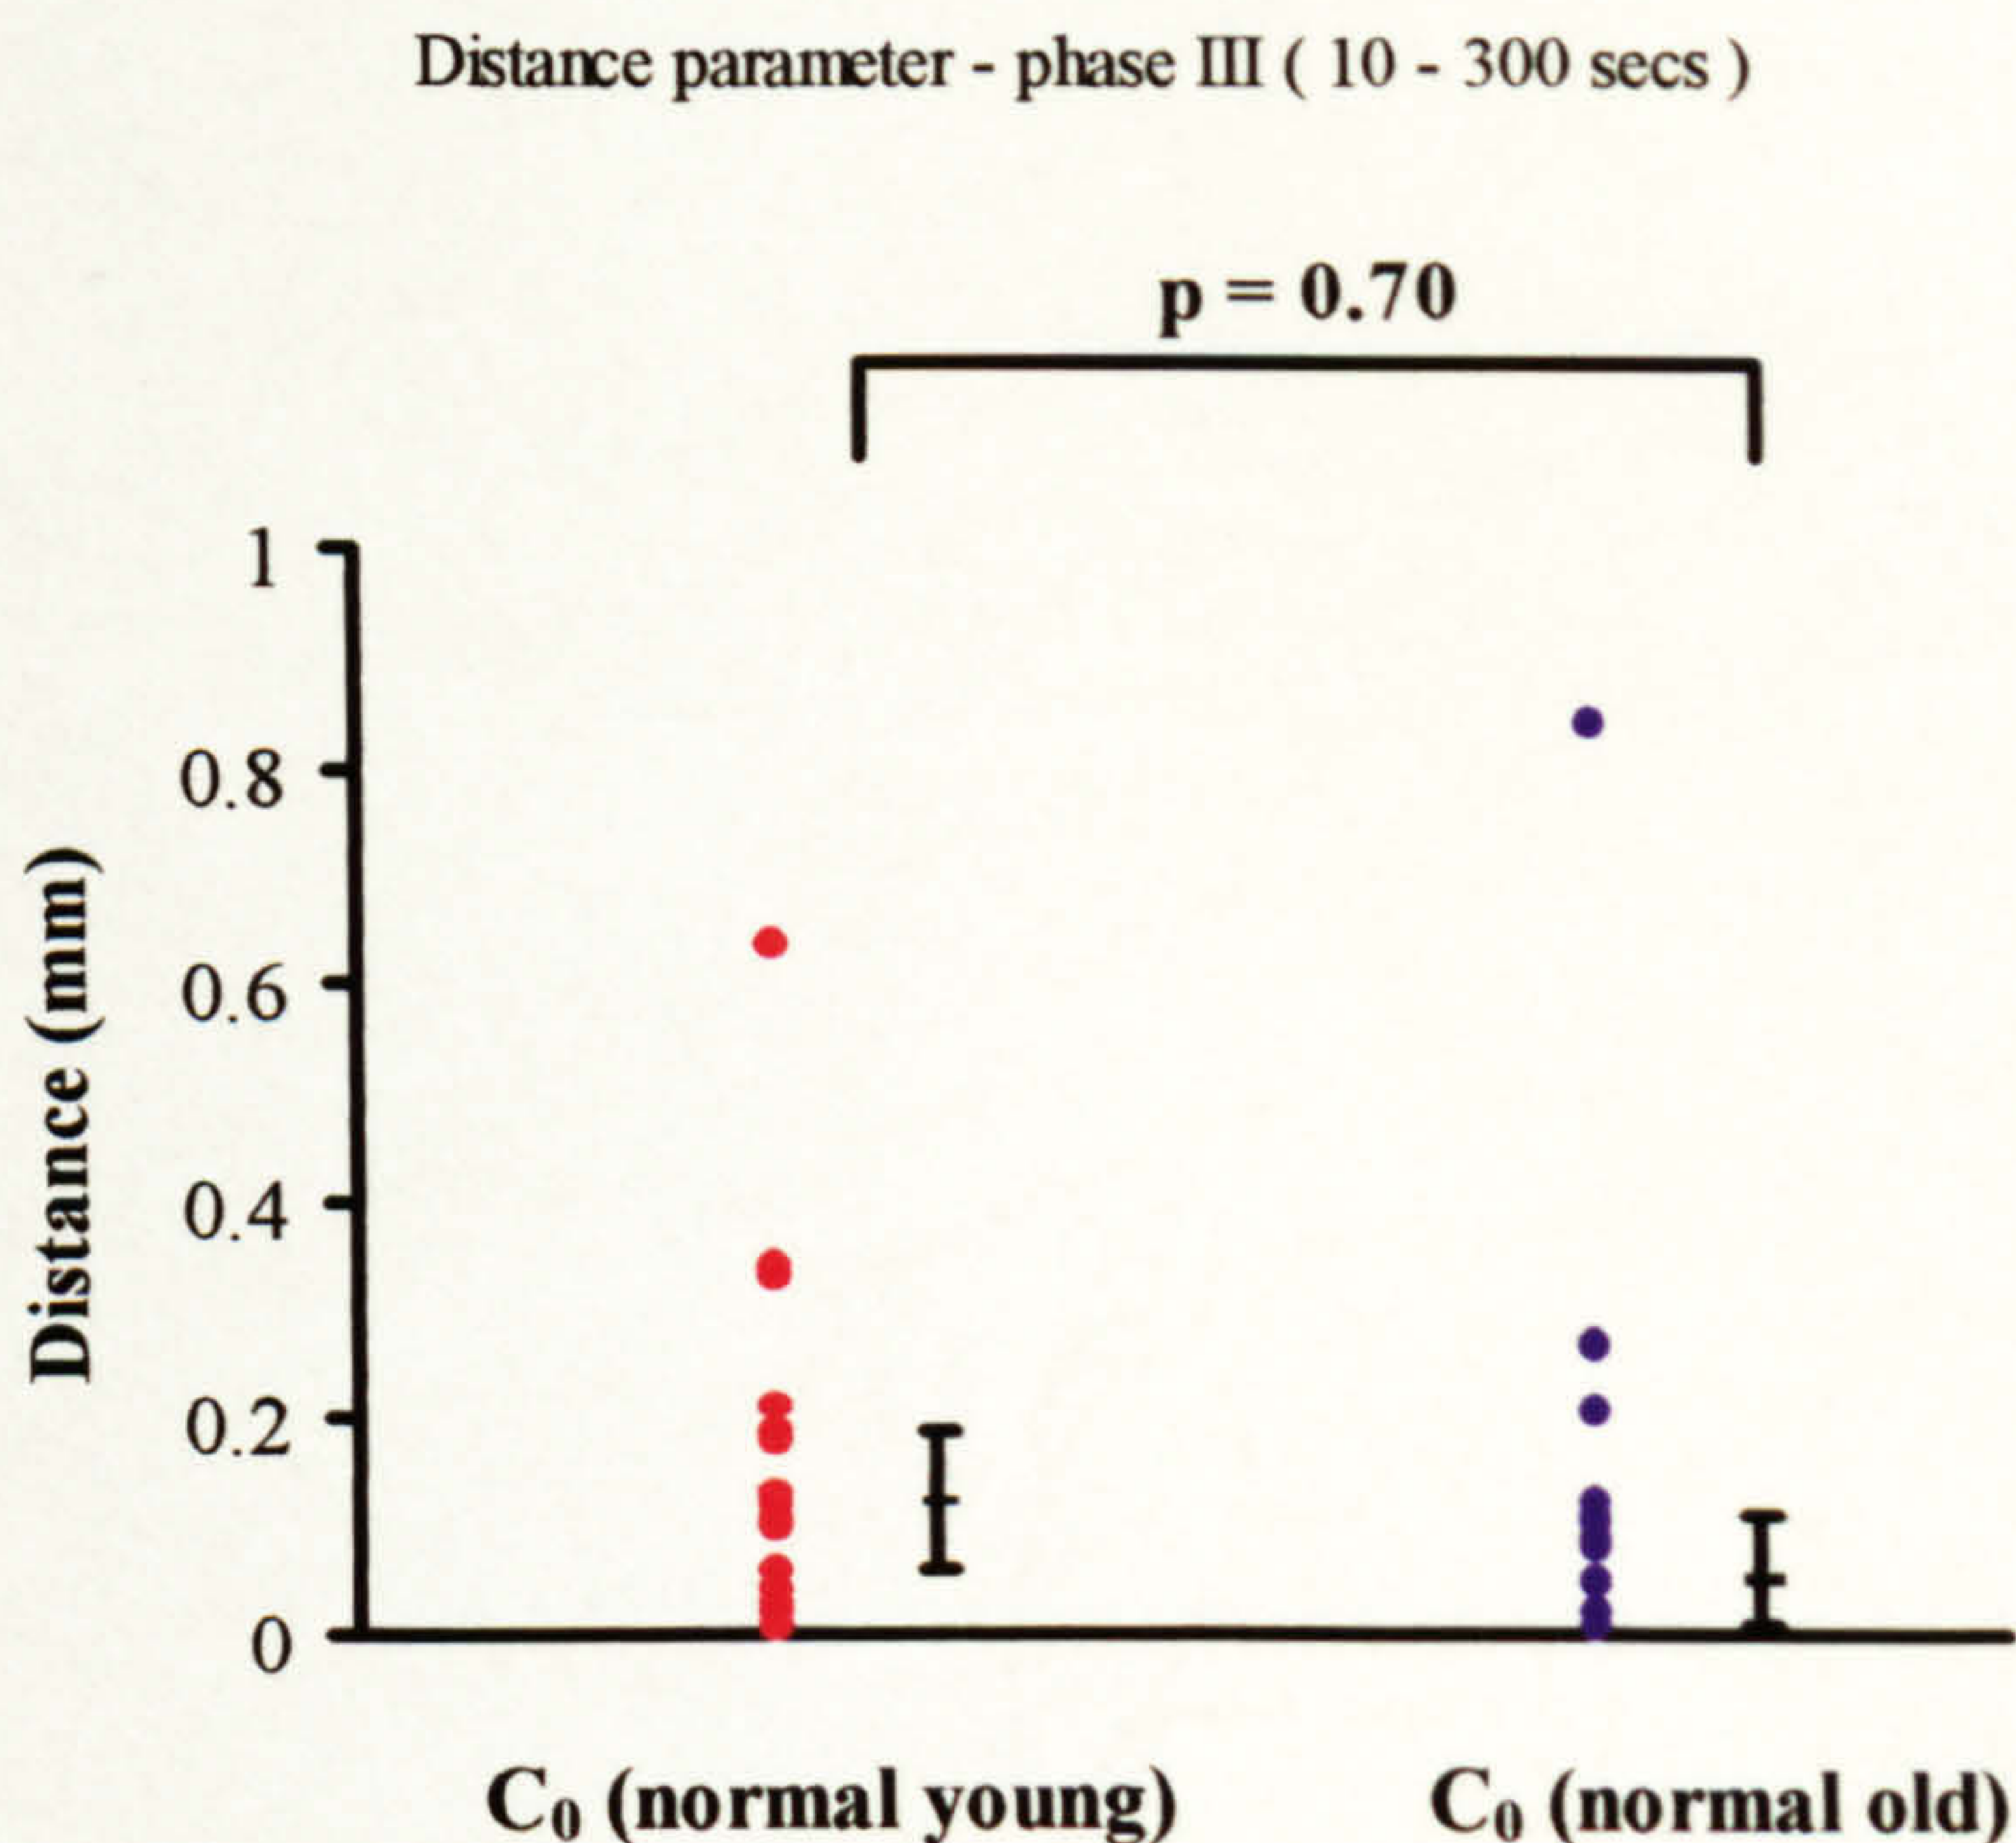 Distance parameter - phase III ( 10 - 300 secs )
p = 0.70
1
0.8
0.6
0.4
0.2
0
Distance (mm)
C₀ (normal young)
C₀ (normal old)